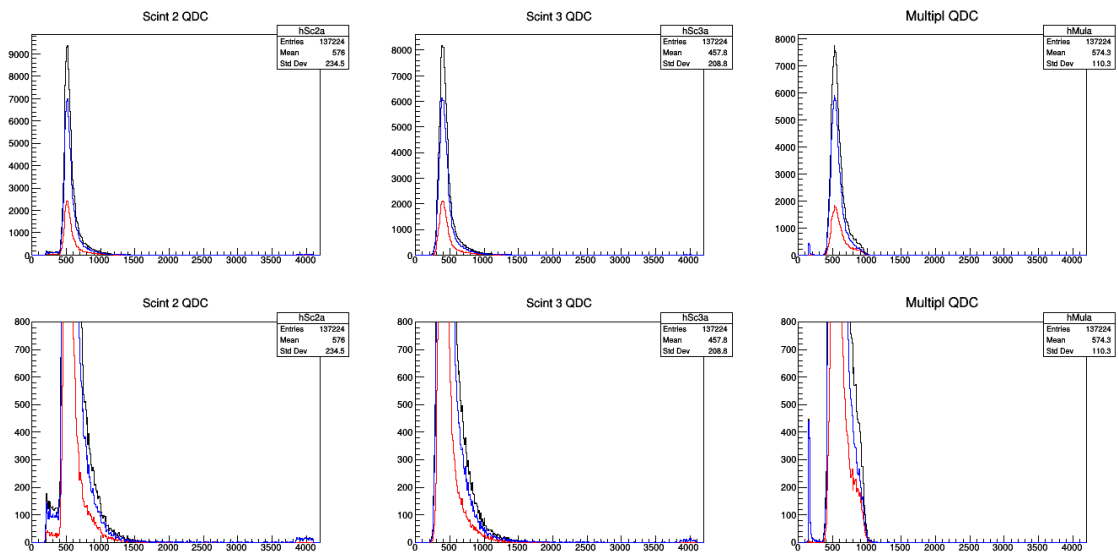 Scint 2 QDC
hSc2a
Entries 137224
Mean 576
Std Dev 234.5
9000
8000
7000
6000
5000
4000
3000
2000
1000
0
0 500 1000 1500 2000 2500 3000 3500 4000
Scint 3 QDC
hSc3a
Entries 137224
Mean 457.8
Std Dev 208.8
8000
7000
6000
5000
4000
3000
2000
1000
0
0 500 1000 1500 2000 2500 3000 3500 4000
Multipl QDC
hMula
Entries 137224
Mean 574.3
Std Dev 110.3
8000
7000
6000
5000
4000
3000
2000
1000
0
0 500 1000 1500 2000 2500 3000 3500 4000
Scint 2 QDC
hSc2a
Entries 137224
Mean 576
Std Dev 234.5
800
700
600
500
400
300
200
100
0
0 500 1000 1500 2000 2500 3000 3500 4000
Scint 3 QDC
hSc3a
Entries 137224
Mean 457.8
Std Dev 208.8
800
700
600
500
400
300
200
100
0
0 500 1000 1500 2000 2500 3000 3500 4000
Multipl QDC
hMula
Entries 137224
Mean 574.3
Std Dev 110.3
800
700
600
500
400
300
200
100
0
0 500 1000 1500 2000 2500 3000 3500 4000